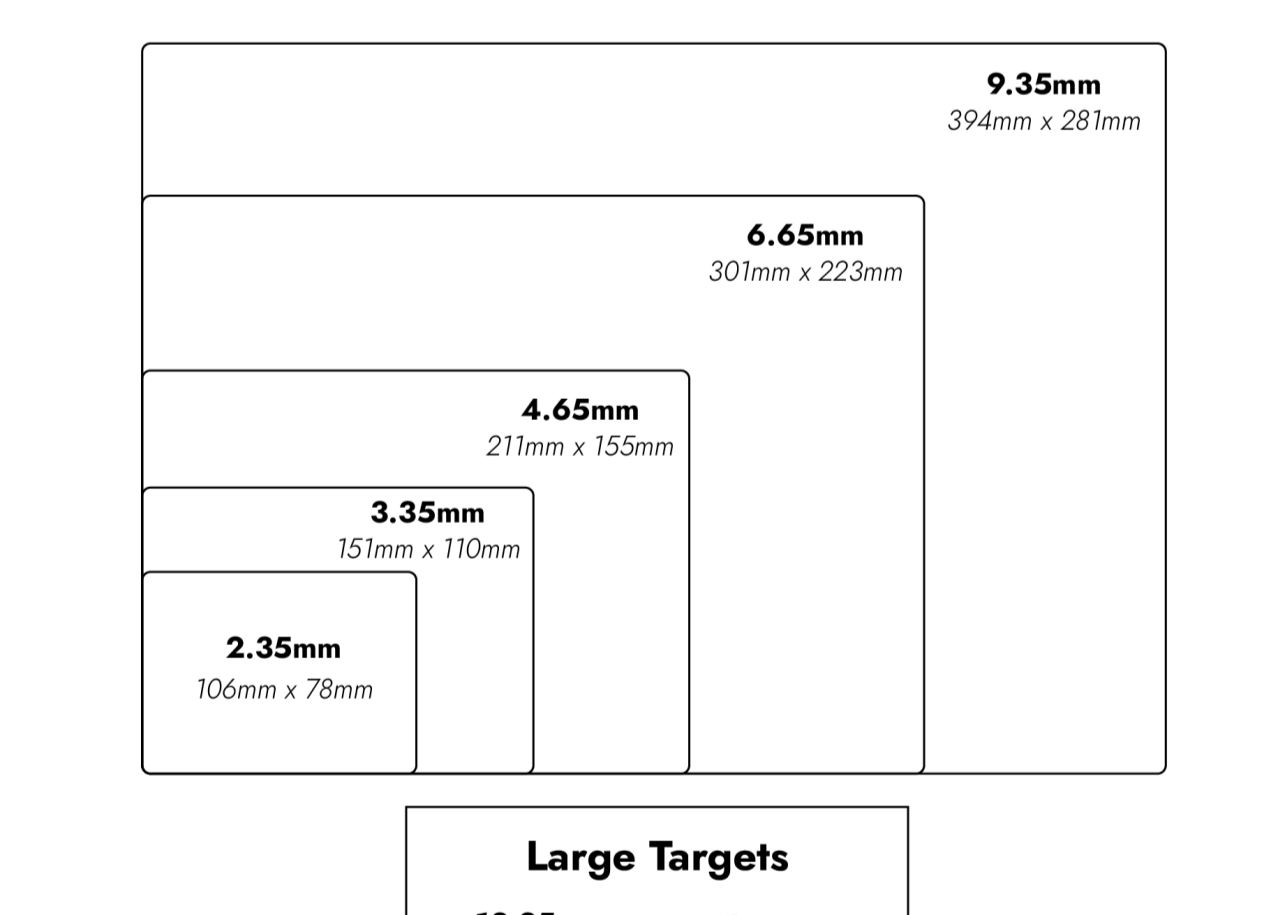 9.35mm
394mm x 281mm
6.65mm
301mm x 223mm
4.65mm
211mm x 155mm
3.35mm
151mm x 110mm
2.35mm
106mm x 78mm
Large Targets